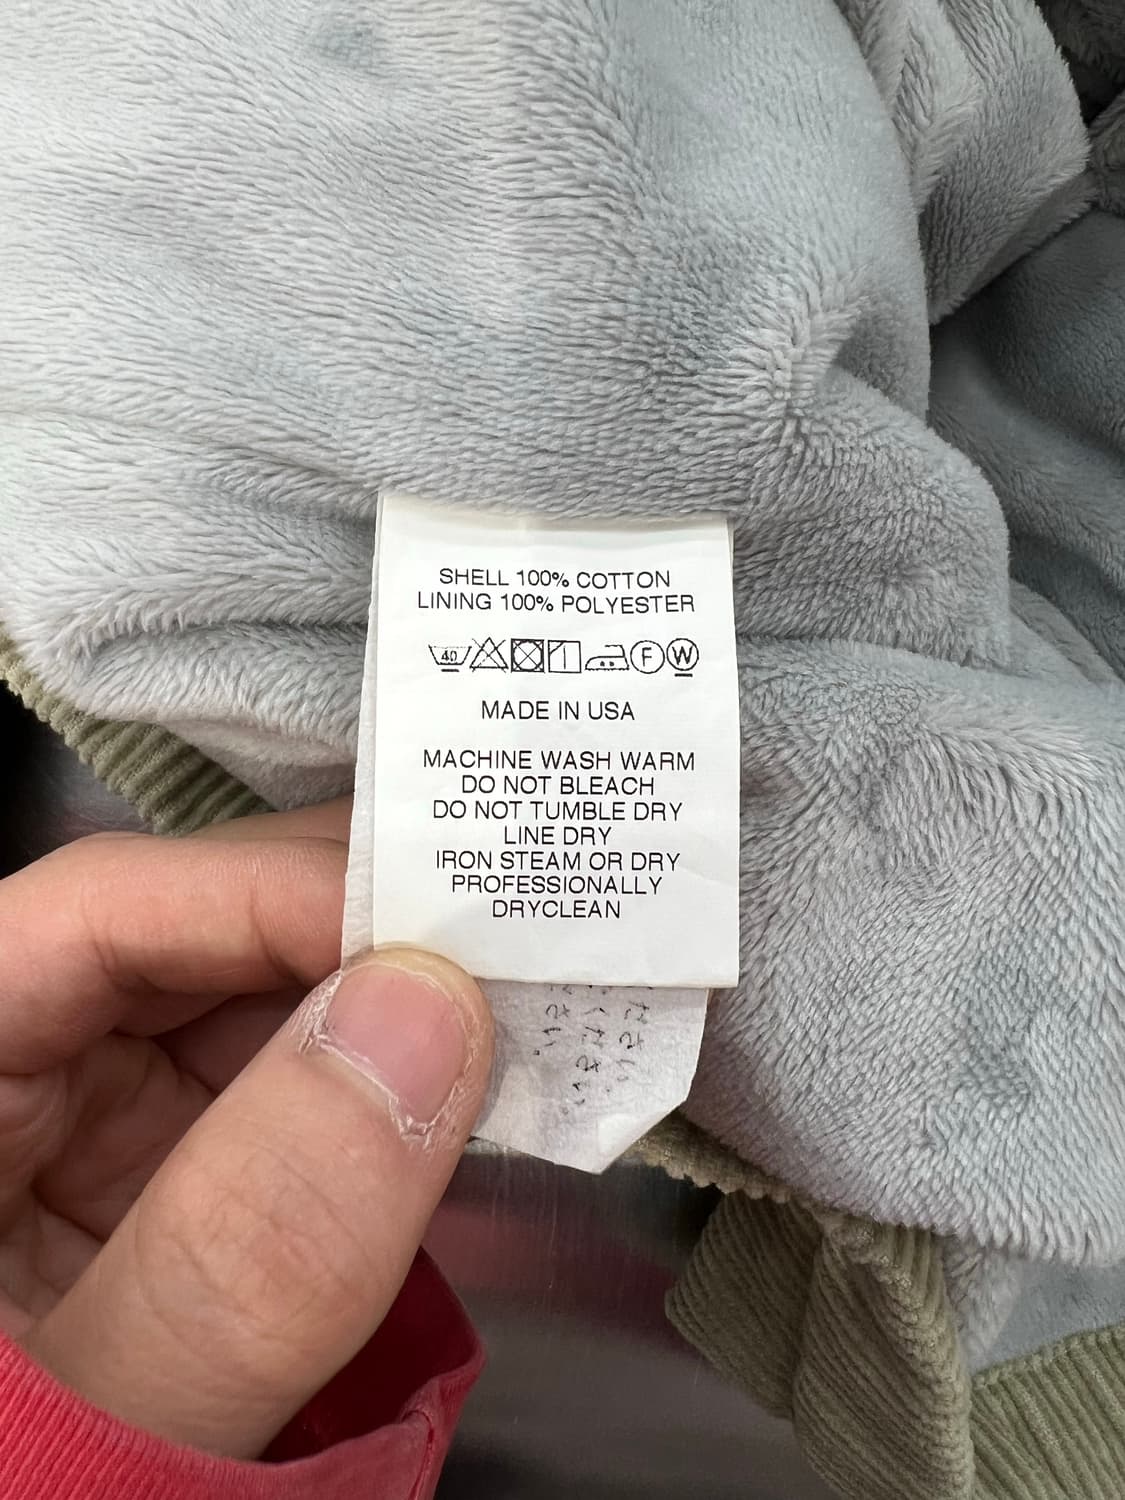 SHELL 100% COTTON
LINING 100% POLYESTER
40 F W
MADE IN USA
MACHINE WASH WARM
DO NOT BLEACH
DO NOT TUMBLE DRY
LINE DRY
IRON STEAM OR DRY
PROFESSIONALLY
DRYCLEAN